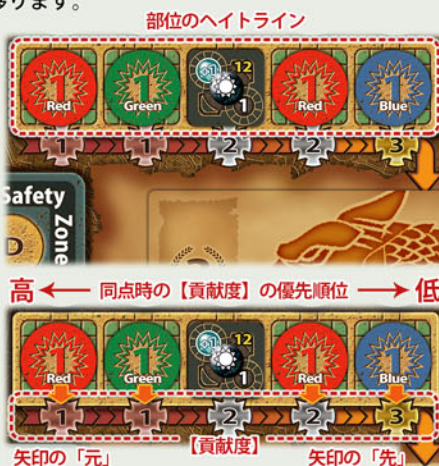 ります。
部位のヘイトライン
1 Red 1 Green 1 12 1 1 Red 1 Blue
1 1 2 2 3
Safety
Zone
高 ← 同点時の【貢献度】の優先順位 → 低
1 Red 1 Green 1 12 1 1 Red 1 Blue
1 1 2 2 3
矢印の「元」 【貢献度】 矢印の「先」